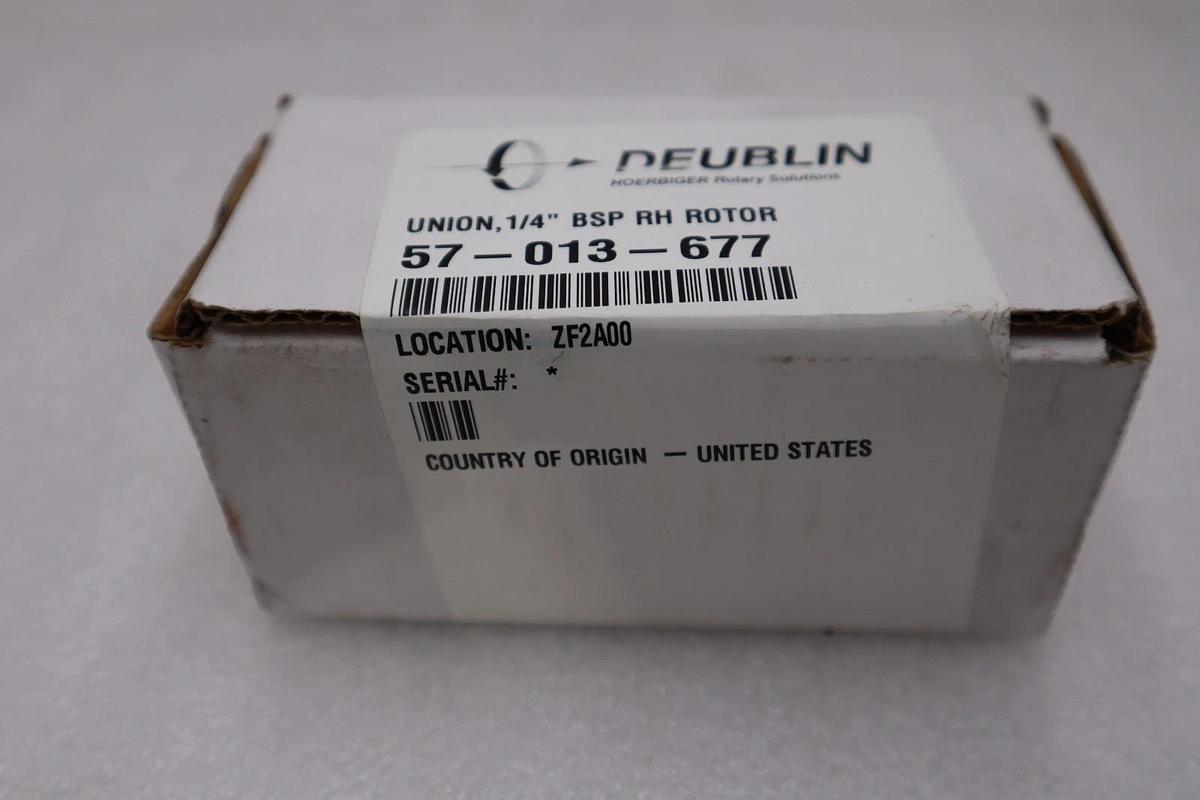 DEUBLIN
HOERBIGER Rotary Solutions
UNION,1/4" BSP RH ROTOR
57-013-677
LOCATION: ZF2A00
SERIAL#: *
COUNTRY OF ORIGIN - UNITED STATES